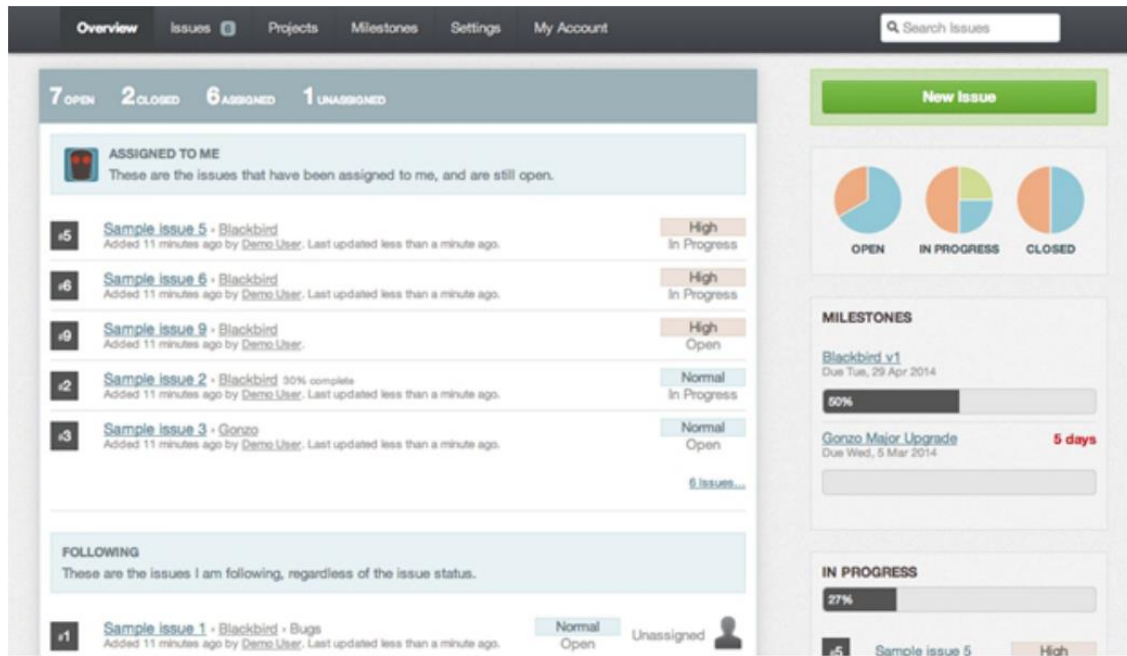 Overview Issues Projects Milestones Settings My Account Search Issues
7 OPEN 2 CLOSED 6 ASSIGNED 1 UNASSIGNED
ASSIGNED TO ME
These are the issues that have been assigned to me, and are still open.
#5 Sample issue 5 › Blackbird High
Added 11 minutes ago by Demo User. Last updated less than a minute ago. In Progress
#6 Sample issue 6 › Blackbird High
Added 11 minutes ago by Demo User. Last updated less than a minute ago. In Progress
#9 Sample issue 9 › Blackbird High
Added 11 minutes ago by Demo User. Open
#2 Sample issue 2 › Blackbird 30% complete Normal
Added 11 minutes ago by Demo User. Last updated less than a minute ago. In Progress
#3 Sample issue 3 › Gonzo Normal
Added 11 minutes ago by Demo User. Last updated less than a minute ago. Open
6 Issues...
FOLLOWING
These are the issues I am following, regardless of the issue status.
#1 Sample issue 1 › Blackbird › Bugs Normal Unassigned
Added 11 minutes ago by Demo User. Last updated less than a minute ago. Open
New Issue
OPEN IN PROGRESS CLOSED
MILESTONES
Blackbird v1
Due Tue, 29 Apr 2014
50%
Gonzo Major Upgrade 5 days
Due Wed, 5 Mar 2014
IN PROGRESS
27%
#5 Sample issue 5 High